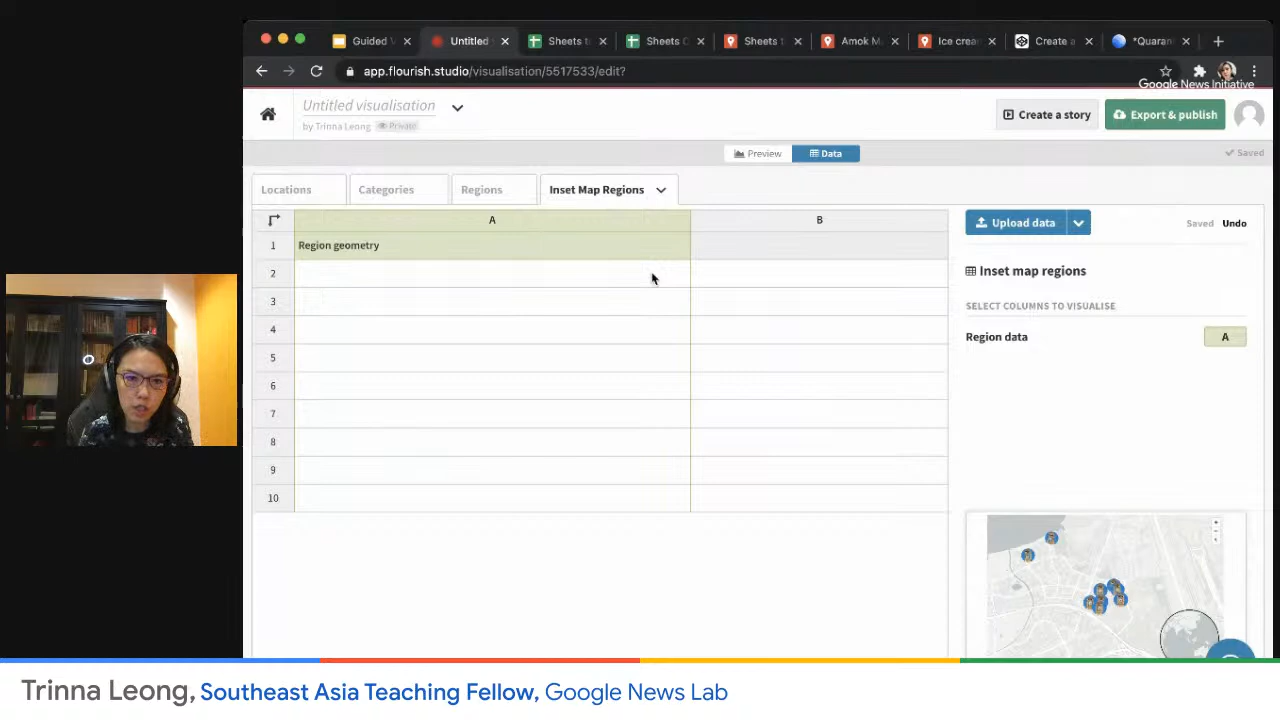 Guided V
Untitled
Sheets t
Sheets C
Sheets t
Amok M
Ice crea
Create a
*Quaran
app.flourish.studio/visualisation/5517533/edit?
Google News Initiative
Untitled visualisation
by Trinna Leong Private
Create a story
Export & publish
Preview
Data
Saved
Locations
Categories
Regions
Inset Map Regions
A
B
Upload data
Saved
Undo
1
Region geometry
2
3
4
5
6
7
8
9
10
Inset map regions
SELECT COLUMNS TO VISUALISE
Region data
A
Trinna Leong, Southeast Asia Teaching Fellow, Google News Lab